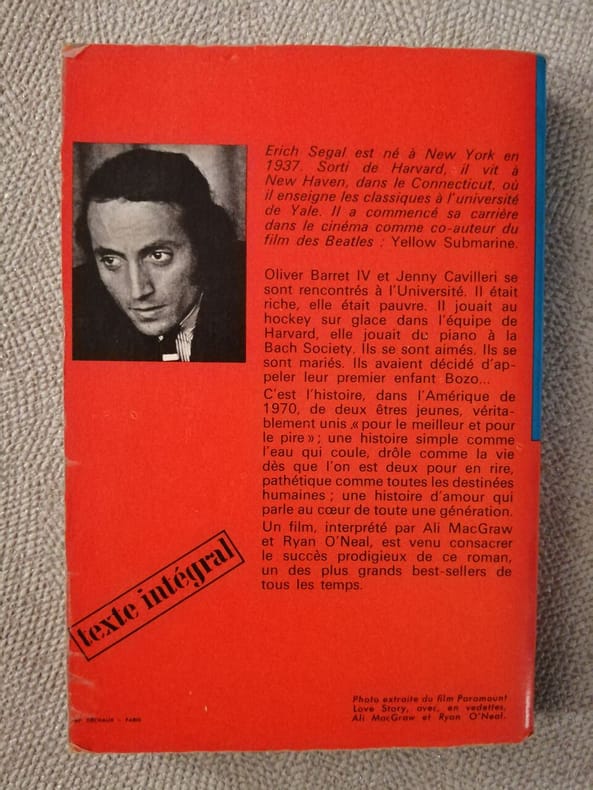 Erich Segal est né à New York en
1937. Sorti de Harvard, il vit à
New Haven, dans le Connecticut, où
il enseigne les classiques à l'université
de Yale. Il a commencé sa carrière
dans le cinéma comme co-auteur du
film des Beatles : Yellow Submarine.
Oliver Barret IV et Jenny Cavilleri se
sont rencontrés à l'Université. Il était
riche, elle était pauvre. Il jouait au
hockey sur glace dans l'équipe de
Harvard, elle jouait du piano à la
Bach Society. Ils se sont aimés. Ils se
sont mariés. Ils avaient décidé d'ap-
peler leur premier enfant Bozo...
C'est l'histoire, dans l'Amérique de
1970, de deux êtres jeunes, vérita-
blement unis « pour le meilleur et pour
le pire » ; une histoire simple comme
l'eau qui coule, drôle comme la vie
dès que l'on est deux pour en rire,
pathétique comme toutes les destinées
humaines ; une histoire d'amour qui
parle au cœur de toute une génération.
Un film, interprété par Ali MacGraw
et Ryan O'Neal, est venu consacrer
le succès prodigieux de ce roman,
un des plus grands best-sellers de
tous les temps.
texte intégral
Photo extraite du film Paramount
Love Story, avec, en vedettes,
Ali MacGraw et Ryan O'Neal.
DÉCHAUX - PARIS